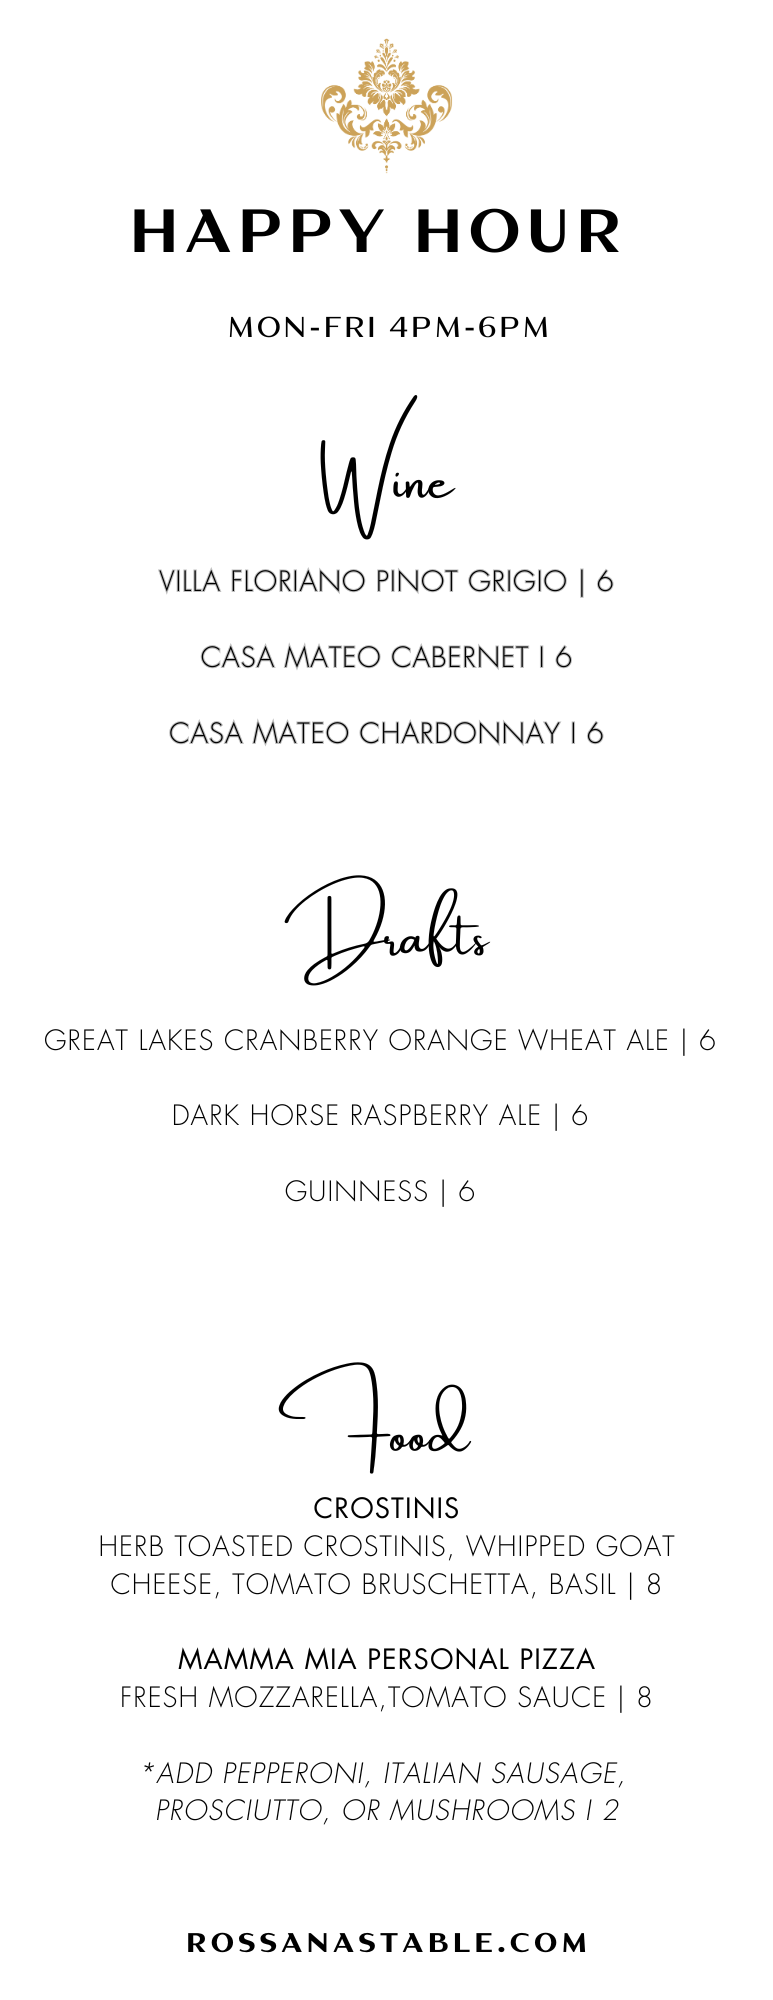 HAPPY HOUR
MON-FRI 4PM-6PM
Wine
VILLA FLORIANO PINOT GRIGIO | 6
CASA MATEO CABERNET I 6
CASA MATEO CHARDONNAY I 6
Drafts
GREAT LAKES CRANBERRY ORANGE WHEAT ALE | 6
DARK HORSE RASPBERRY ALE | 6
GUINNESS | 6
Food
CROSTINIS
HERB TOASTED CROSTINIS, WHIPPED GOAT
CHEESE, TOMATO BRUSCHETTA, BASIL | 8
MAMMA MIA PERSONAL PIZZA
FRESH MOZZARELLA,TOMATO SAUCE | 8
*ADD PEPPERONI, ITALIAN SAUSAGE,
PROSCIUTTO, OR MUSHROOMS I 2
ROSSANASTABLE.COM